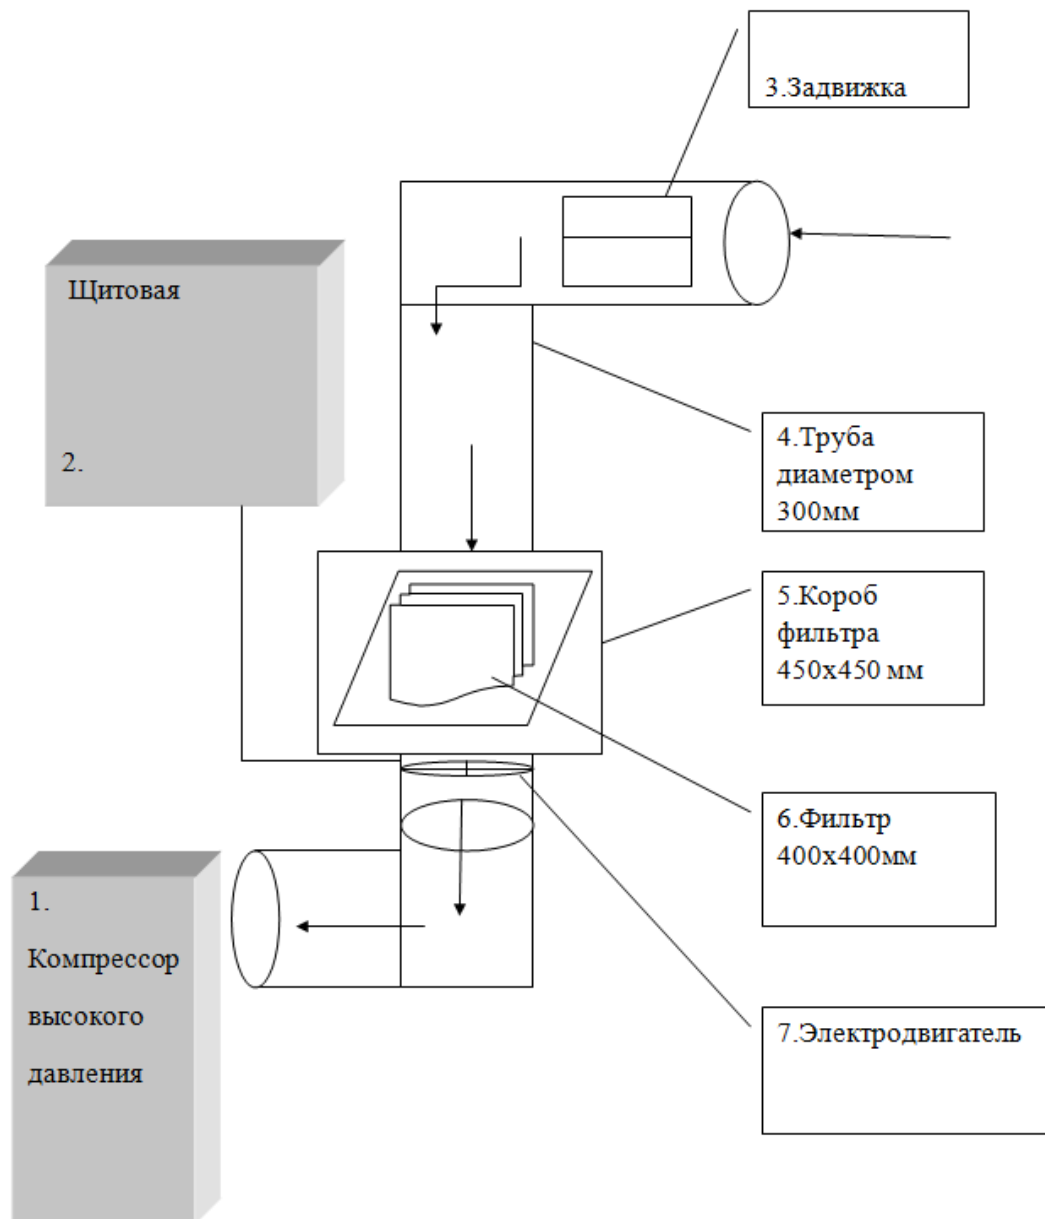 3.Задвижка
Щитовая
2.
4.Труба
диаметром
300мм
5.Короб
фильтра
450х450 мм
6.Фильтр
400х400мм
1.
Компрессор
высокого
давления
7.Электродвигатель